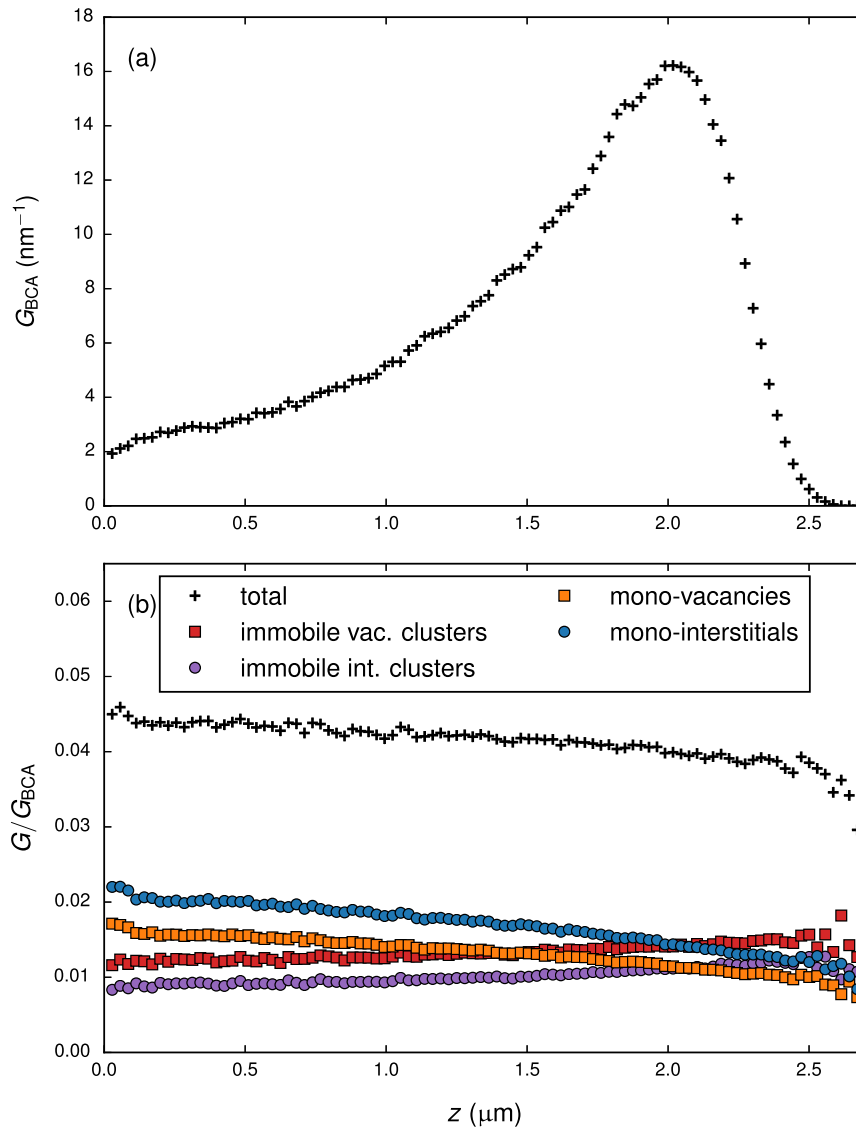 18
(a)
16
14
12
10
8
6
4
2
0
G_BCA (nm⁻¹)
0.0 0.5 1.0 1.5 2.0 2.5
(b)
total
immobile vac. clusters
immobile int. clusters
mono-vacancies
mono-interstitials
0.06
0.05
0.04
0.03
0.02
0.01
0.00
G/G_BCA
0.0 0.5 1.0 1.5 2.0 2.5
z (μm)